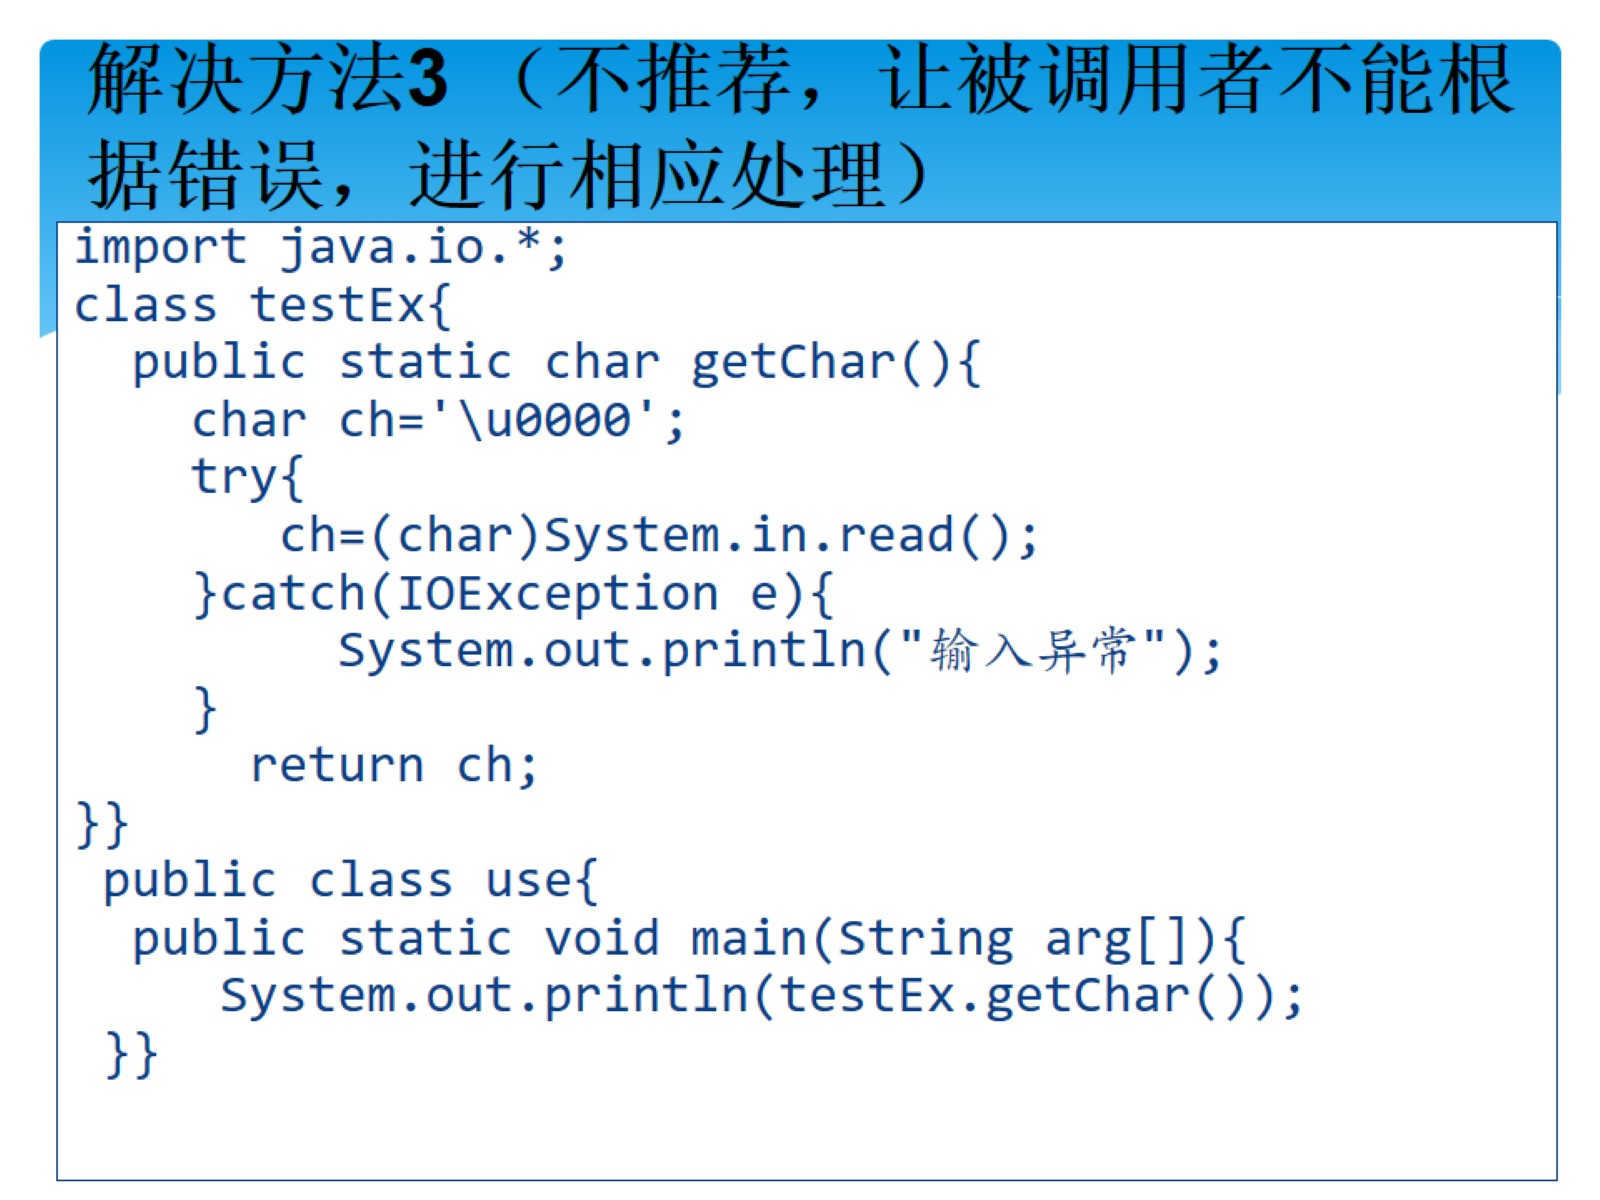 解决方法3 （不推荐，让被调用者不能根
据错误，进行相应处理）
import java.io.*;
class testEx{
  public static char getChar(){
    char ch='\u0000';
    try{
       ch=(char)System.in.read();
    }catch(IOException e){
         System.out.println("输入异常");
    }
      return ch;
}}
 public class use{
  public static void main(String arg[]){
     System.out.println(testEx.getChar());
 }}